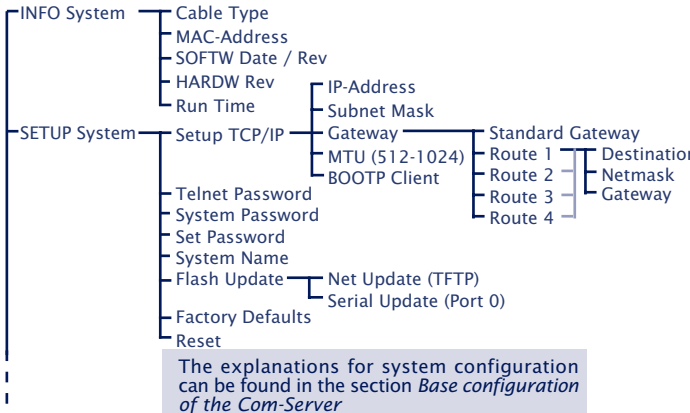 INFO System
Cable Type
MAC-Address
SOFTW Date / Rev
HARDW Rev
Run Time
SETUP System
Setup TCP/IP
IP-Address
Subnet Mask
Gateway
Standard Gateway
Route 1
Destination
Netmask
Gateway
Route 2
Route 3
Route 4
MTU (512-1024)
BOOTP Client
Telnet Password
System Password
Set Password
System Name
Flash Update
Net Update (TFTP)
Serial Update (Port 0)
Factory Defaults
Reset
The explanations for system configuration
can be found in the section Base configuration
of the Com-Server